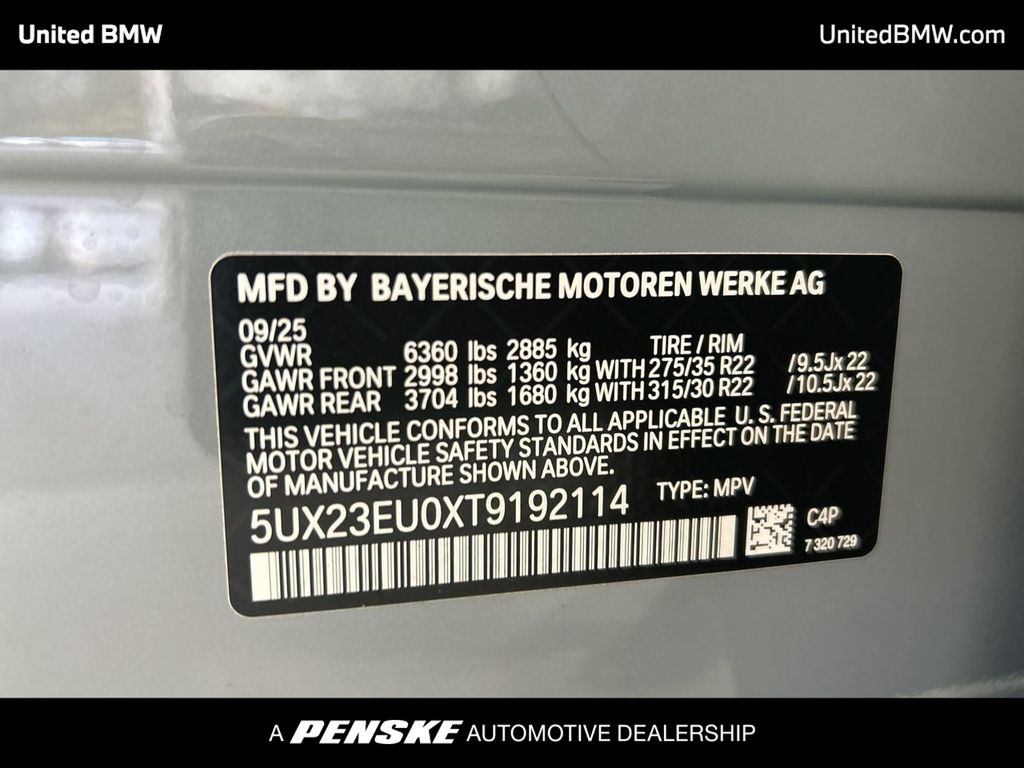 United BMW
UnitedBMW.com
MFD BY BAYERISCHE MOTOREN WERKE AG
09/25
GVWR 6360 lbs 2885 kg TIRE / RIM
GAWR FRONT 2998 lbs 1360 kg WITH 275/35 R22 /9.5Jx22
GAWR REAR 3704 lbs 1680 kg WITH 315/30 R22 /10.5Jx22
THIS VEHICLE CONFORMS TO ALL APPLICABLE U.S. FEDERAL
MOTOR VEHICLE SAFETY STANDARDS IN EFFECT ON THE DATE
OF MANUFACTURE SHOWN ABOVE.
5UX23EU0XT9192114 TYPE: MPV
C4P
7 320 729
A PENSKE AUTOMOTIVE DEALERSHIP